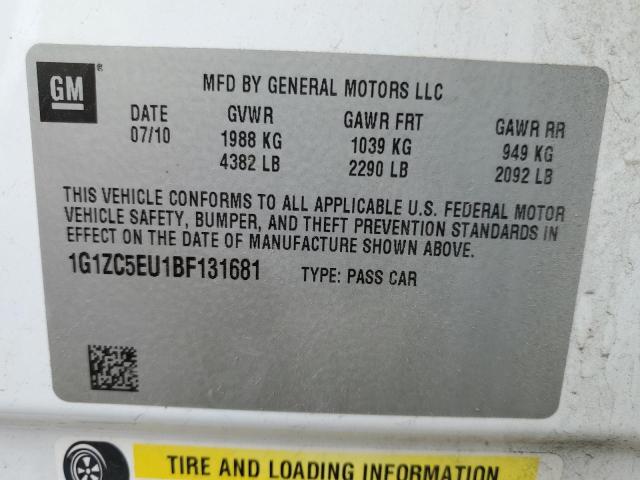 GM ®
MFD BY GENERAL MOTORS LLC
DATE GVWR GAWR FRT GAWR RR
07/10 1988 KG 1039 KG 949 KG
4382 LB 2290 LB 2092 LB
THIS VEHICLE CONFORMS TO ALL APPLICABLE U.S. FEDERAL MOTOR
VEHICLE SAFETY, BUMPER, AND THEFT PREVENTION STANDARDS IN
EFFECT ON THE DATE OF MANUFACTURE SHOWN ABOVE.
1G1ZC5EU1BF131681 TYPE: PASS CAR
TIRE AND LOADING INFORMATION